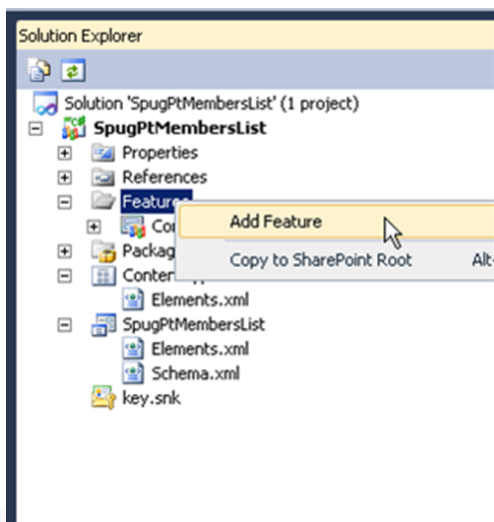 Solution Explorer
Solution 'SpugPtMembersList' (1 project)
SpugPtMembersList
Properties
References
Features
Add Feature
Copy to SharePoint Root
Elements.xml
SpugPtMembersList
Elements.xml
Schema.xml
key.snk